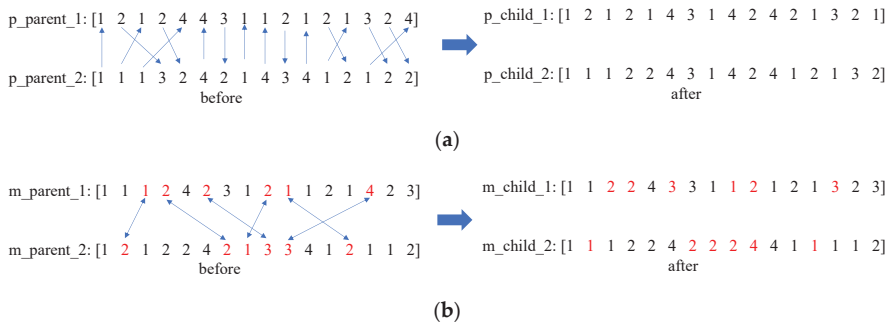 p_parent_1: [1 2 1 2 4 4 3 1 1 2 1 2 1 3 2 4]
p_child_1: [1 2 1 2 1 4 3 1 4 2 4 2 1 3 2 1]
p_parent_2: [1 1 1 3 2 4 2 1 4 3 4 1 2 1 2 2]
p_child_2: [1 1 1 2 2 4 3 1 4 2 4 1 2 1 3 2]
before
after
(a)
m_parent_1: [1 1 1 2 4 2 3 1 2 1 1 2 1 4 2 3]
m_child_1: [1 1 2 2 4 3 3 1 1 2 1 2 1 3 2 3]
m_parent_2: [1 2 1 2 2 4 2 1 3 3 4 1 2 1 1 2]
m_child_2: [1 1 1 2 2 4 2 2 2 4 4 1 1 1 1 2]
before
after
(b)